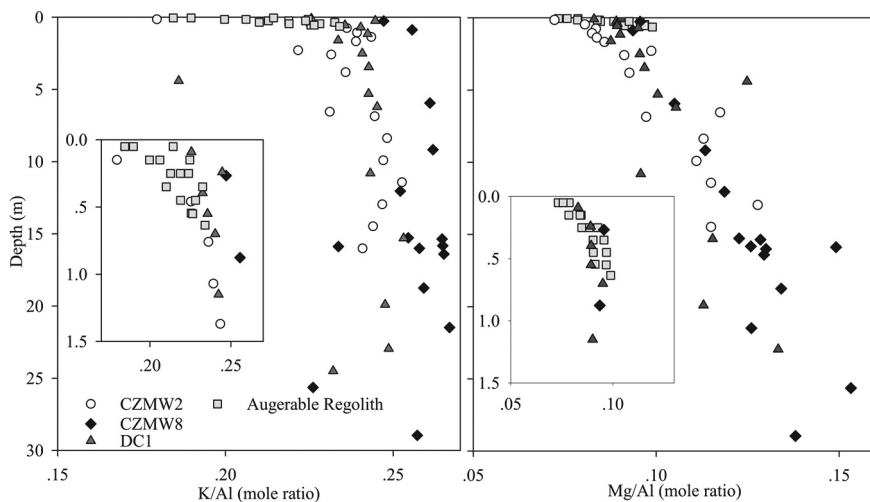 0
5
10
15
20
25
30
Depth (m)
.15 .20 .25
K/Al (mole ratio)
0.0
.5
1.0
1.5
.20 .25
CZMW2 Augerable Regolith
CZMW8
DC1
0.05 .10 .15
Mg/Al (mole ratio)
0.0
.5
1.0
1.5
.05 .10